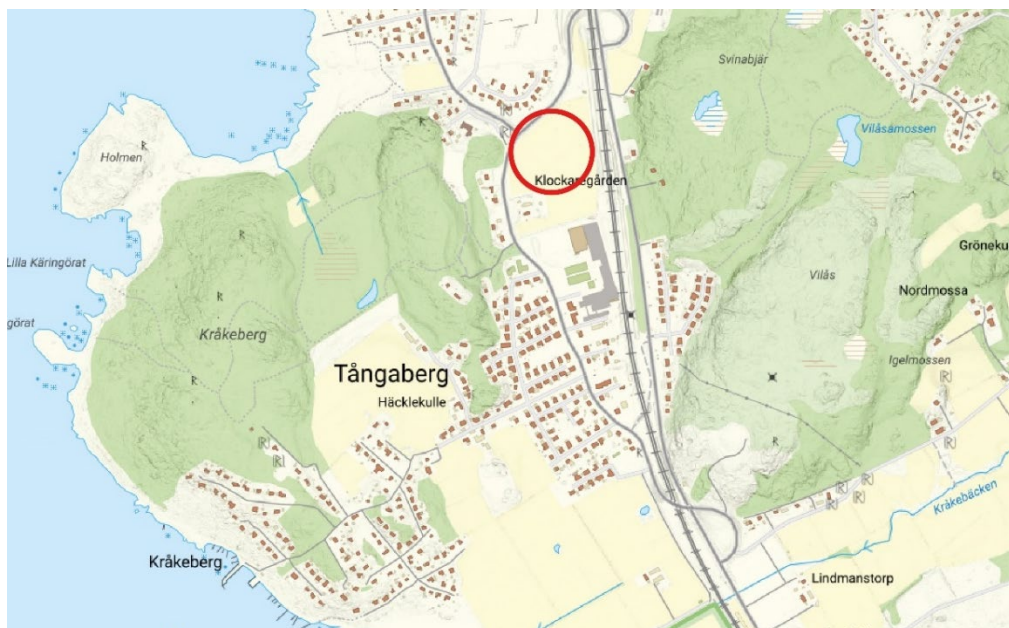 Svinabjär
Vilåsamossen
Holmen
Klockaregården
Gröneku
Lilla Käringörat
Vilås
Nordmossa
görat
Kråkeberg
Igelmossen
Tångaberg
Häcklekulle
Kråkebäcken
Kråkeberg
Lindmanstorp